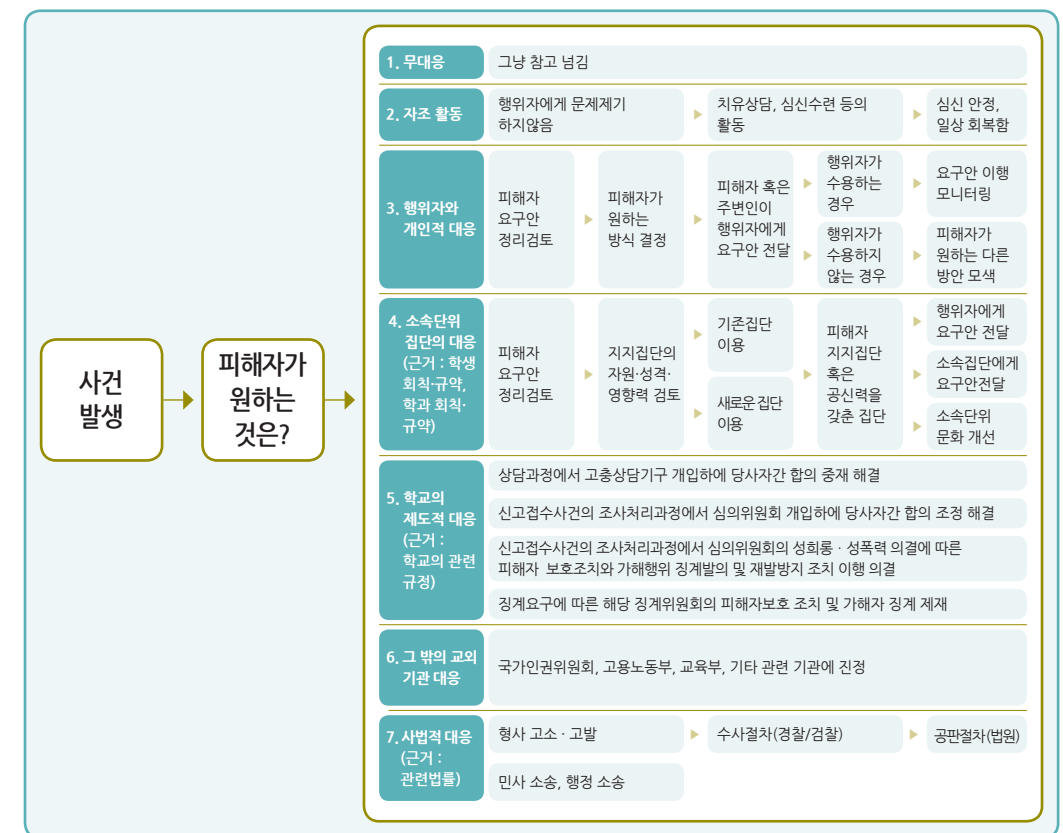 사건
발생
피해자가
원하는
것은?
1. 무대응
그냥 참고 넘김
2. 자조 활동
행위자에게 문제제기
하지않음
치유상담, 심신수련 등의
활동
심신 안정,
일상 회복함
3. 행위자와
개인적 대응
피해자
요구안
정리검토
피해자가
원하는
방식 결정
피해자 혹은
주변인이
행위자에게
요구안 전달
행위자가
수용하는
경우
요구안 이행
모니터링
행위자가
수용하지
않는 경우
피해자가
원하는 다른
방안 모색
4. 소속단위
집단의 대응
(근거 : 학생
회칙·규약,
학과 회칙·
규약)
피해자
요구안
정리검토
지지집단의
자원·성격·
영향력 검토
기존집단
이용
새로운 집단
이용
피해자
지지집단
혹은
공신력을
갖춘 집단
행위자에게
요구안 전달
소속집단에게
요구안전달
소속단위
문화 개선
5. 학교의
제도적 대응
(근거 :
학교의 관련
규정)
상담과정에서 고충상담기구 개입하에 당사자간 합의 중재 해결
신고접수사건의 조사처리과정에서 심의위원회 개입하에 당사자간 합의 조정 해결
신고접수사건의 조사처리과정에서 심의위원회의 성희롱 · 성폭력 의결에 따른
피해자 보호조치와 가해행위 징계발의 및 재발방지 조치 이행 의결
징계요구에 따른 해당 징계위원회의 피해자보호 조치 및 가해자 징계 제재
6. 그 밖의 교외
기관 대응
국가인권위원회, 고용노동부, 교육부, 기타 관련 기관에 진정
7. 사법적 대응
(근거 :
관련법률)
형사 고소 · 고발
수사절차(경찰/검찰)
공판절차(법원)
민사 소송, 행정 소송